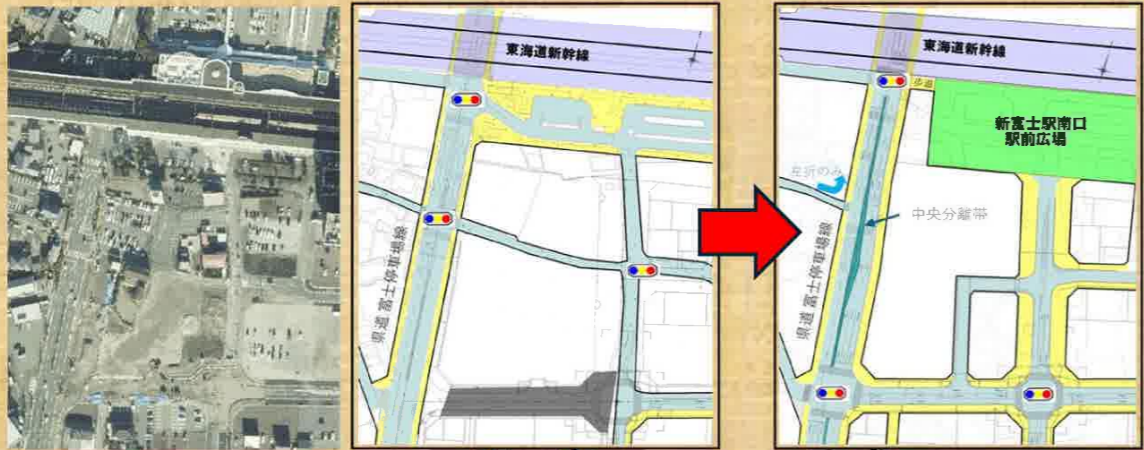 東海道新幹線
県道 富士停車場線
東海道新幹線
歩道
新富士駅南口
駅前広場
左折のみ
中央分離帯
県道 富士停車場線